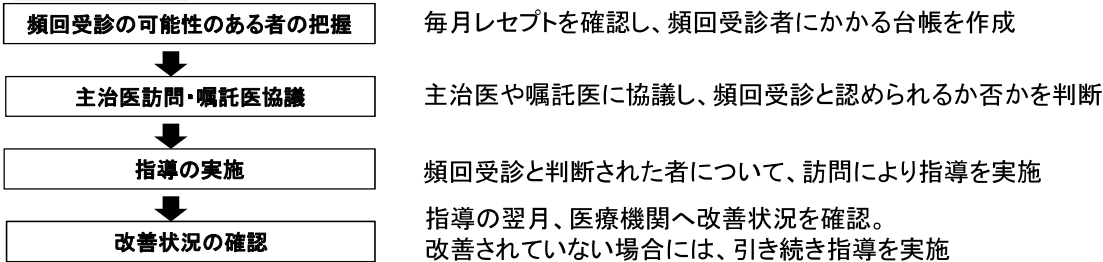 頻回受診の可能性のある者の把握
毎月レセプトを確認し、頻回受診者にかかる台帳を作成
主治医訪問・嘱託医協議
主治医や嘱託医に協議し、頻回受診と認められるか否かを判断
指導の実施
頻回受診と判断された者について、訪問により指導を実施
改善状況の確認
指導の翌月、医療機関へ改善状況を確認。
改善されていない場合には、引き続き指導を実施